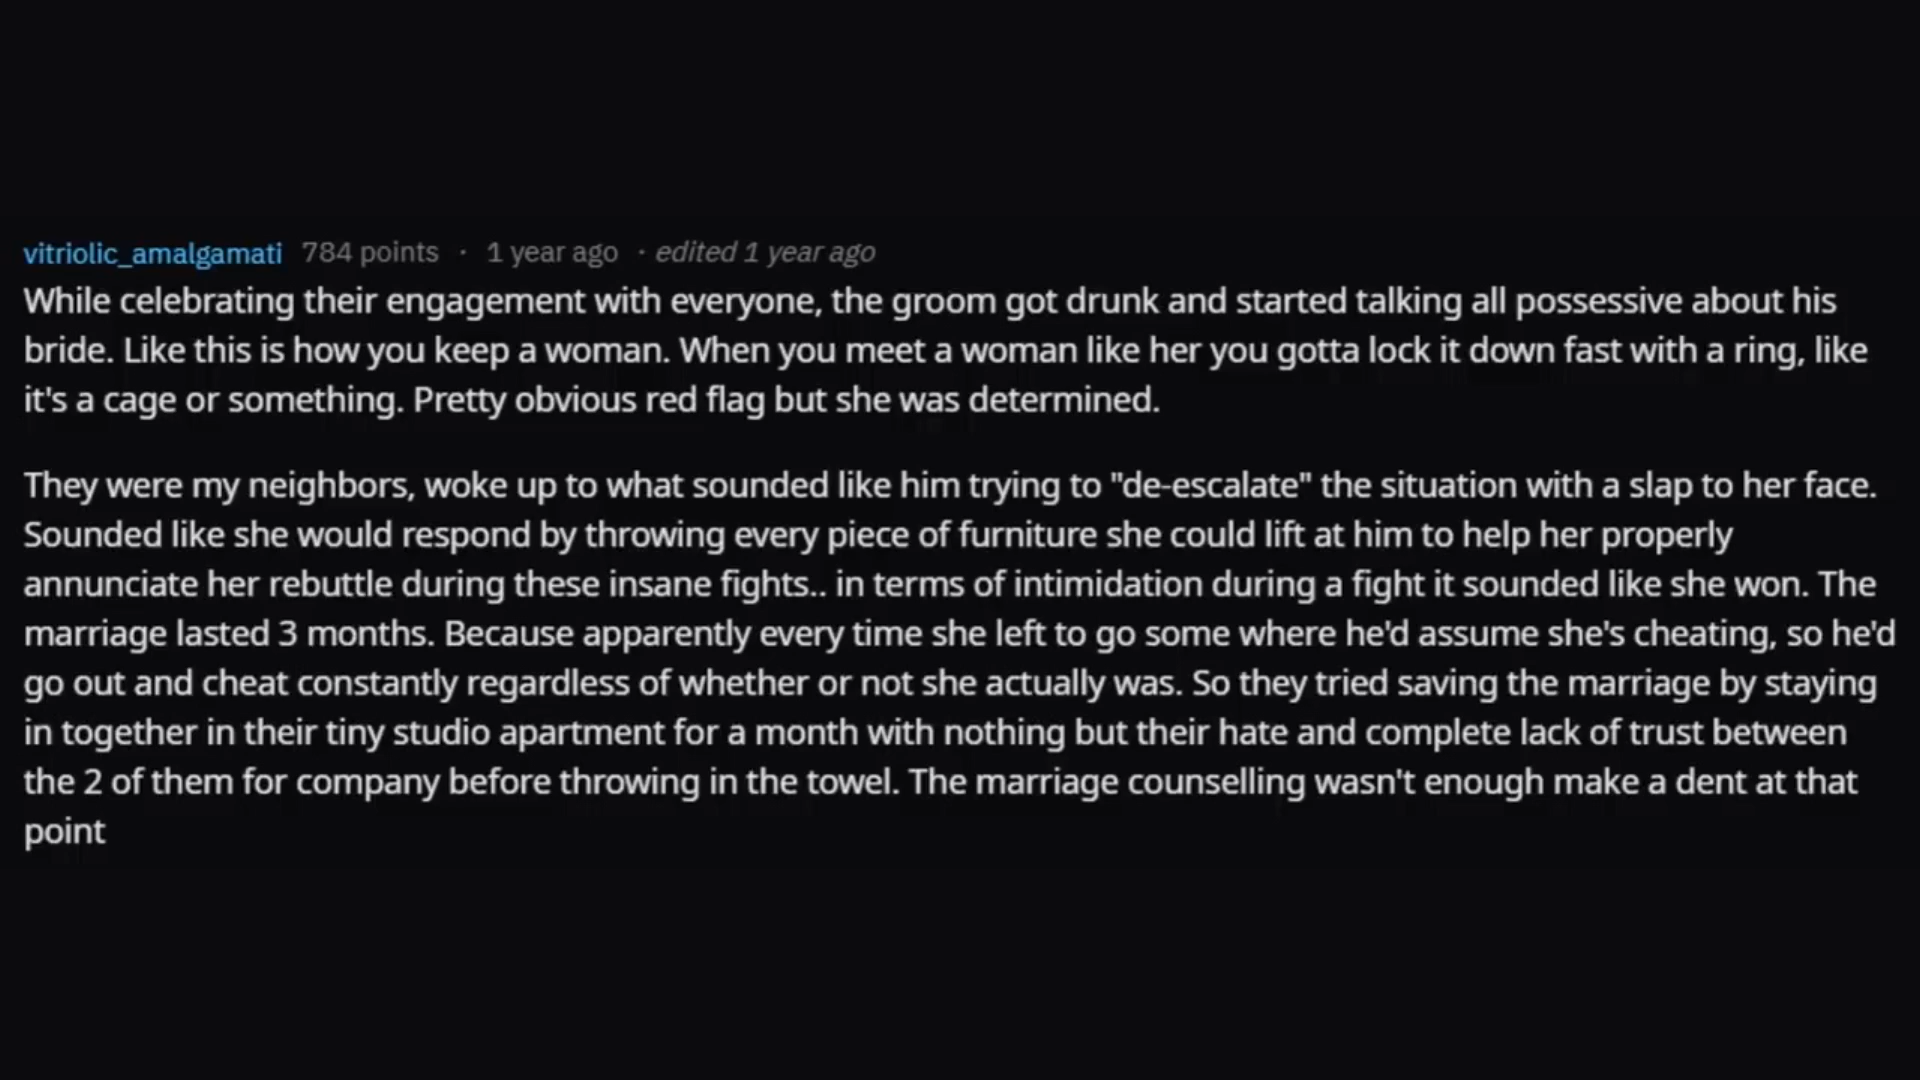 vitriolic_amalgamati 784 points · 1 year ago · edited 1 year ago
While celebrating their engagement with everyone, the groom got drunk and started talking all possessive about his
bride. Like this is how you keep a woman. When you meet a woman like her you gotta lock it down fast with a ring, like
it's a cage or something. Pretty obvious red flag but she was determined.
They were my neighbors, woke up to what sounded like him trying to "de-escalate" the situation with a slap to her face.
Sounded like she would respond by throwing every piece of furniture she could lift at him to help her properly
annunciate her rebuttle during these insane fights.. in terms of intimidation during a fight it sounded like she won. The
marriage lasted 3 months. Because apparently every time she left to go some where he'd assume she's cheating, so he'd
go out and cheat constantly regardless of whether or not she actually was. So they tried saving the marriage by staying
in together in their tiny studio apartment for a month with nothing but their hate and complete lack of trust between
the 2 of them for company before throwing in the towel. The marriage counselling wasn't enough make a dent at that
point